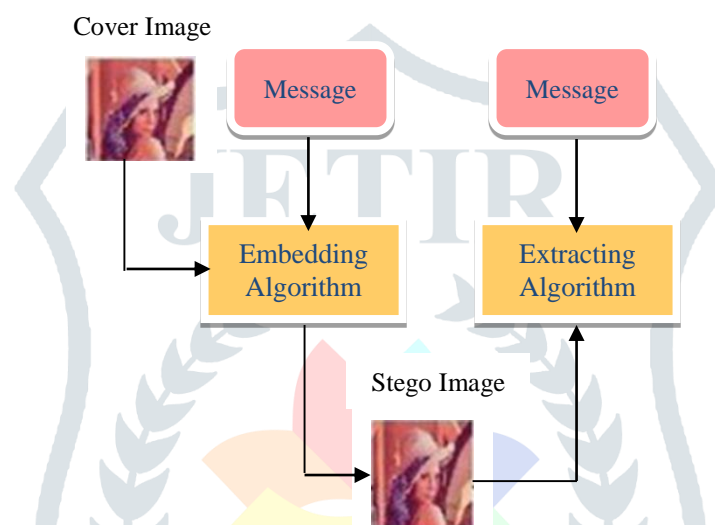 Cover Image
Message
Message
JETIR
Embedding
Algorithm
Extracting
Algorithm
Stego Image